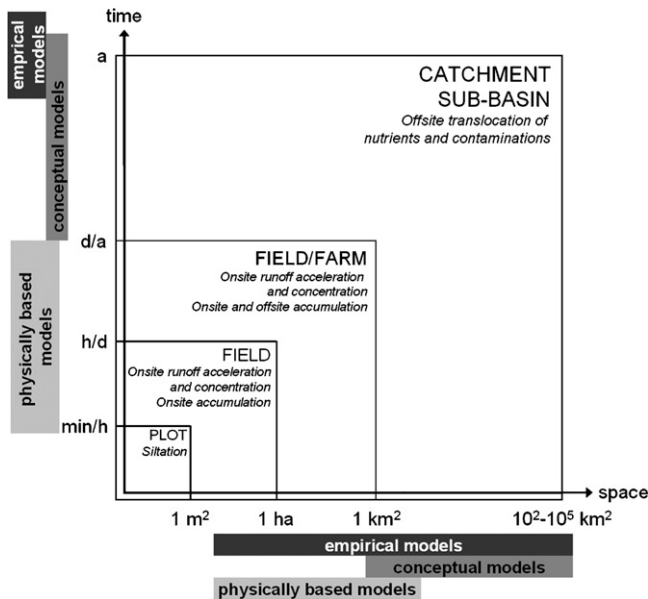 time
a
empirical
models
conceptual models
CATCHMENT
SUB-BASIN
Offsite translocation of
nutrients and contaminations
d/a
FIELD/FARM
Onsite runoff acceleration
and concentration
Onsite and offsite accumulation
physically based
models
h/d
FIELD
Onsite runoff acceleration
and concentration
Onsite accumulation
min/h
PLOT
Siltation
space
1 m²
1 ha
1 km²
10²-10⁵ km²
empirical models
conceptual models
physically based models